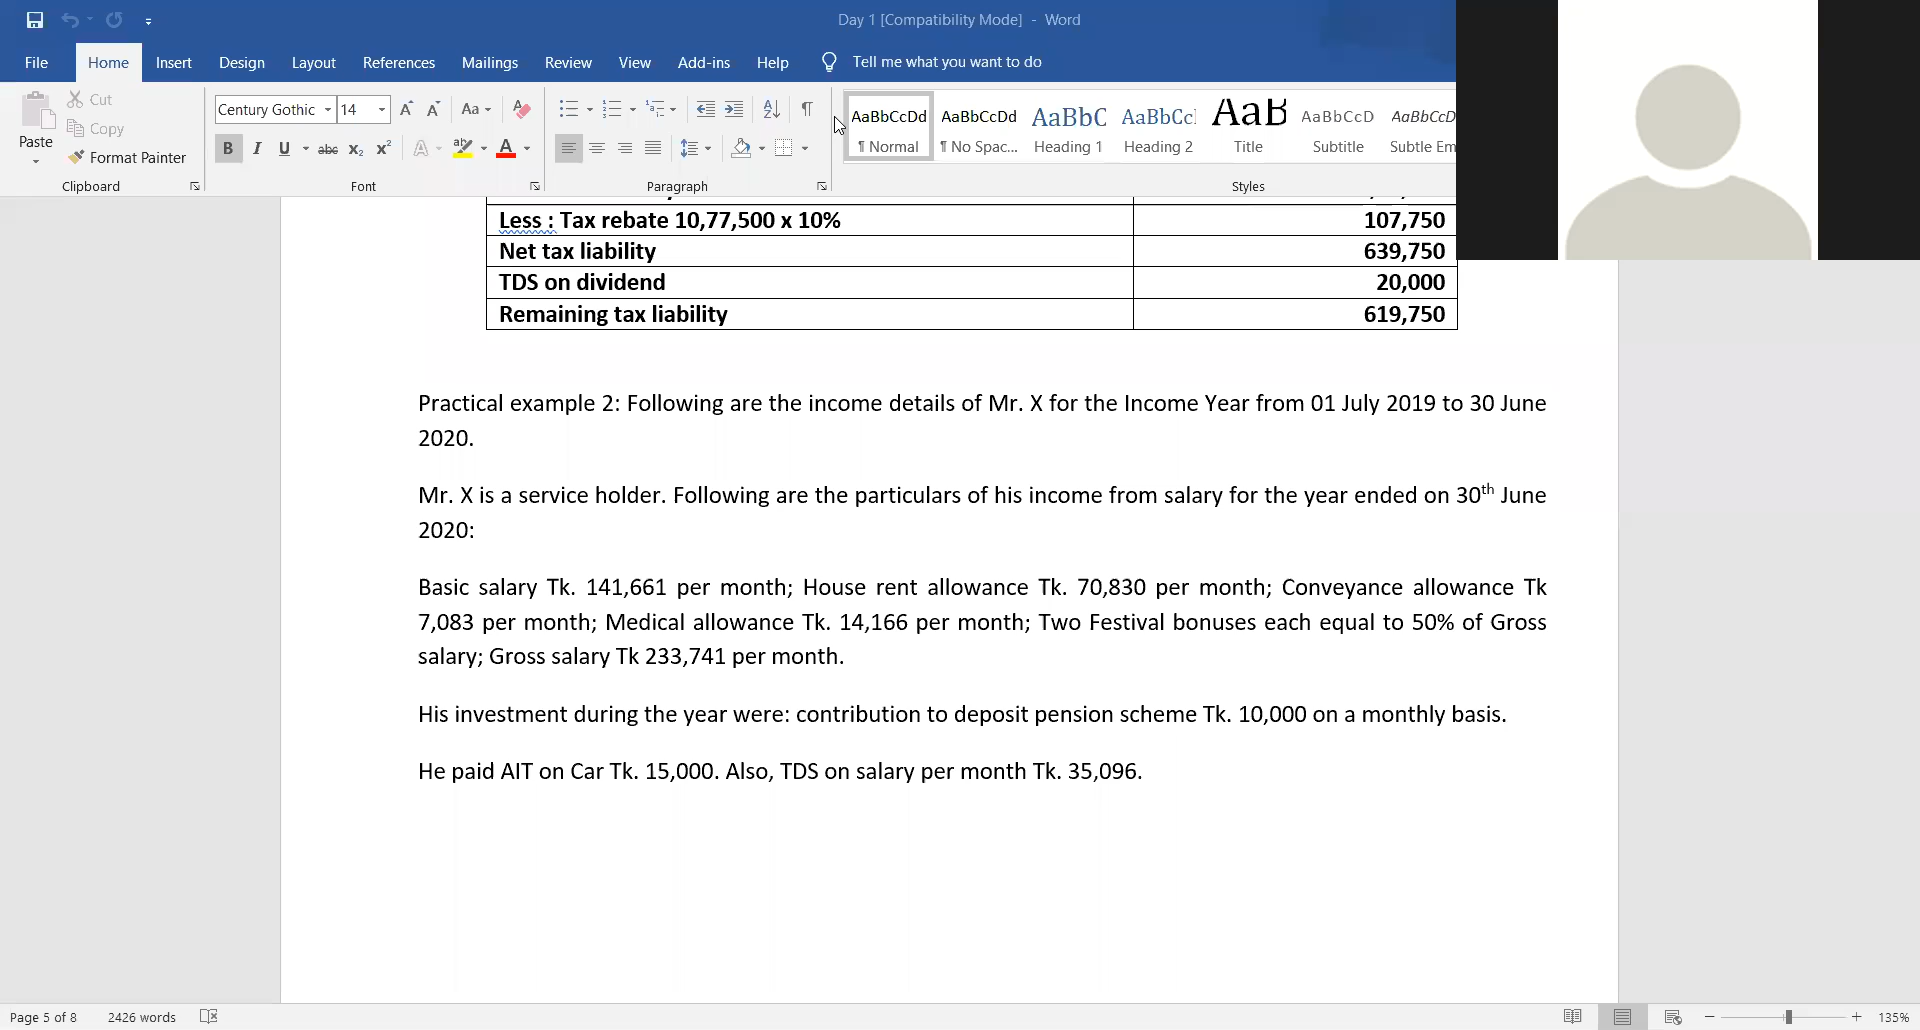 Day 1 [Compatibility Mode] - Word
File Home Insert Design Layout References Mailings Review View Add-ins Help Tell me what you want to do
Paste
Cut
Copy
Format Painter
Clipboard
Century Gothic 14
Aa
B I U abc x2 x2 A ab A
Font
Paragraph
AaBbCcDd AaBbCcDd AaBbC AaBbCc AaB AaBbCcD AaBbCcD
¶ Normal ¶ No Spac... Heading 1 Heading 2 Title Subtitle Subtle Em
Styles
Less : Tax rebate 10,77,500 x 10% 107,750
Net tax liability 639,750
TDS on dividend 20,000
Remaining tax liability 619,750
Practical example 2: Following are the income details of Mr. X for the Income Year from 01 July 2019 to 30 June
2020.
Mr. X is a service holder. Following are the particulars of his income from salary for the year ended on 30th June
2020:
Basic salary Tk. 141,661 per month; House rent allowance Tk. 70,830 per month; Conveyance allowance Tk
7,083 per month; Medical allowance Tk. 14,166 per month; Two Festival bonuses each equal to 50% of Gross
salary; Gross salary Tk 233,741 per month.
His investment during the year were: contribution to deposit pension scheme Tk. 10,000 on a monthly basis.
He paid AIT on Car Tk. 15,000. Also, TDS on salary per month Tk. 35,096.
Page 5 of 8 2426 words 135%